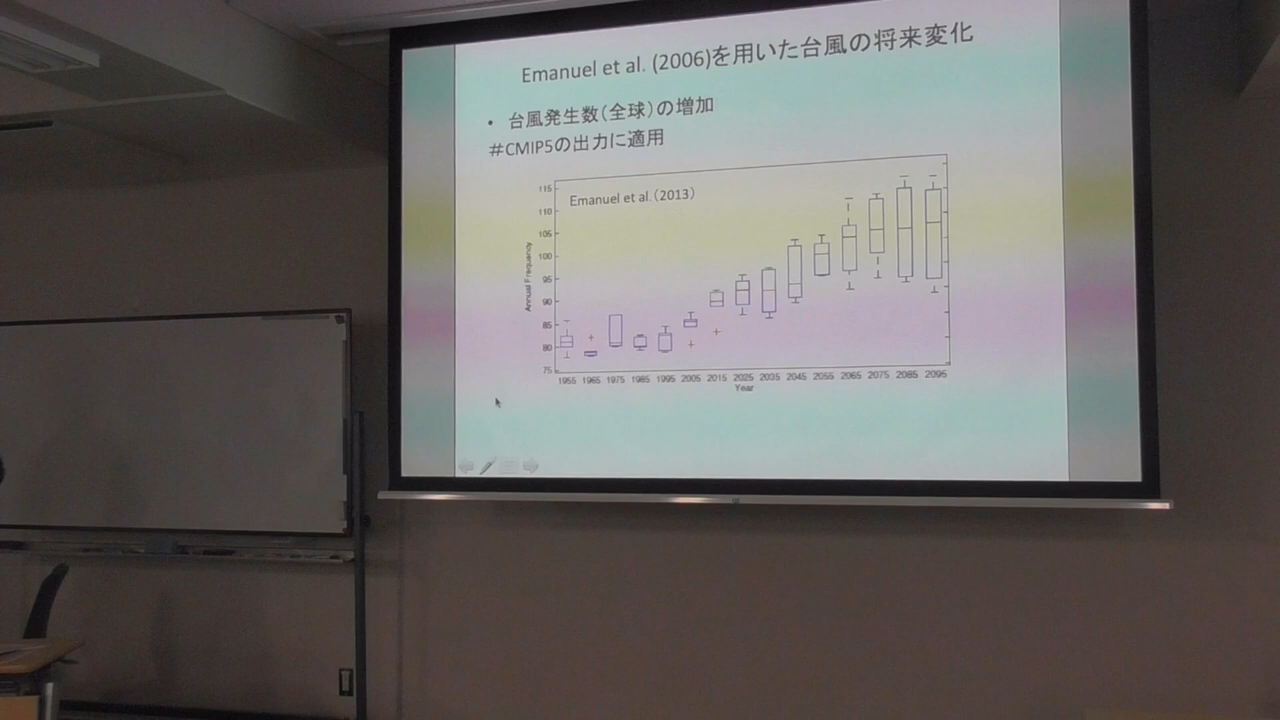 Emanuel et al. (2006)を用いた台風の将来変化
• 台風発生数(全球)の増加
#CMIP5の出力に適用
Emanuel et al.(2013)
115
110
105
100
95
90
85
80
75
Annual Frequency
1955 1965 1975 1985 1995 2005 2015 2025 2035 2045 2055 2065 2075 2085 2095
Year